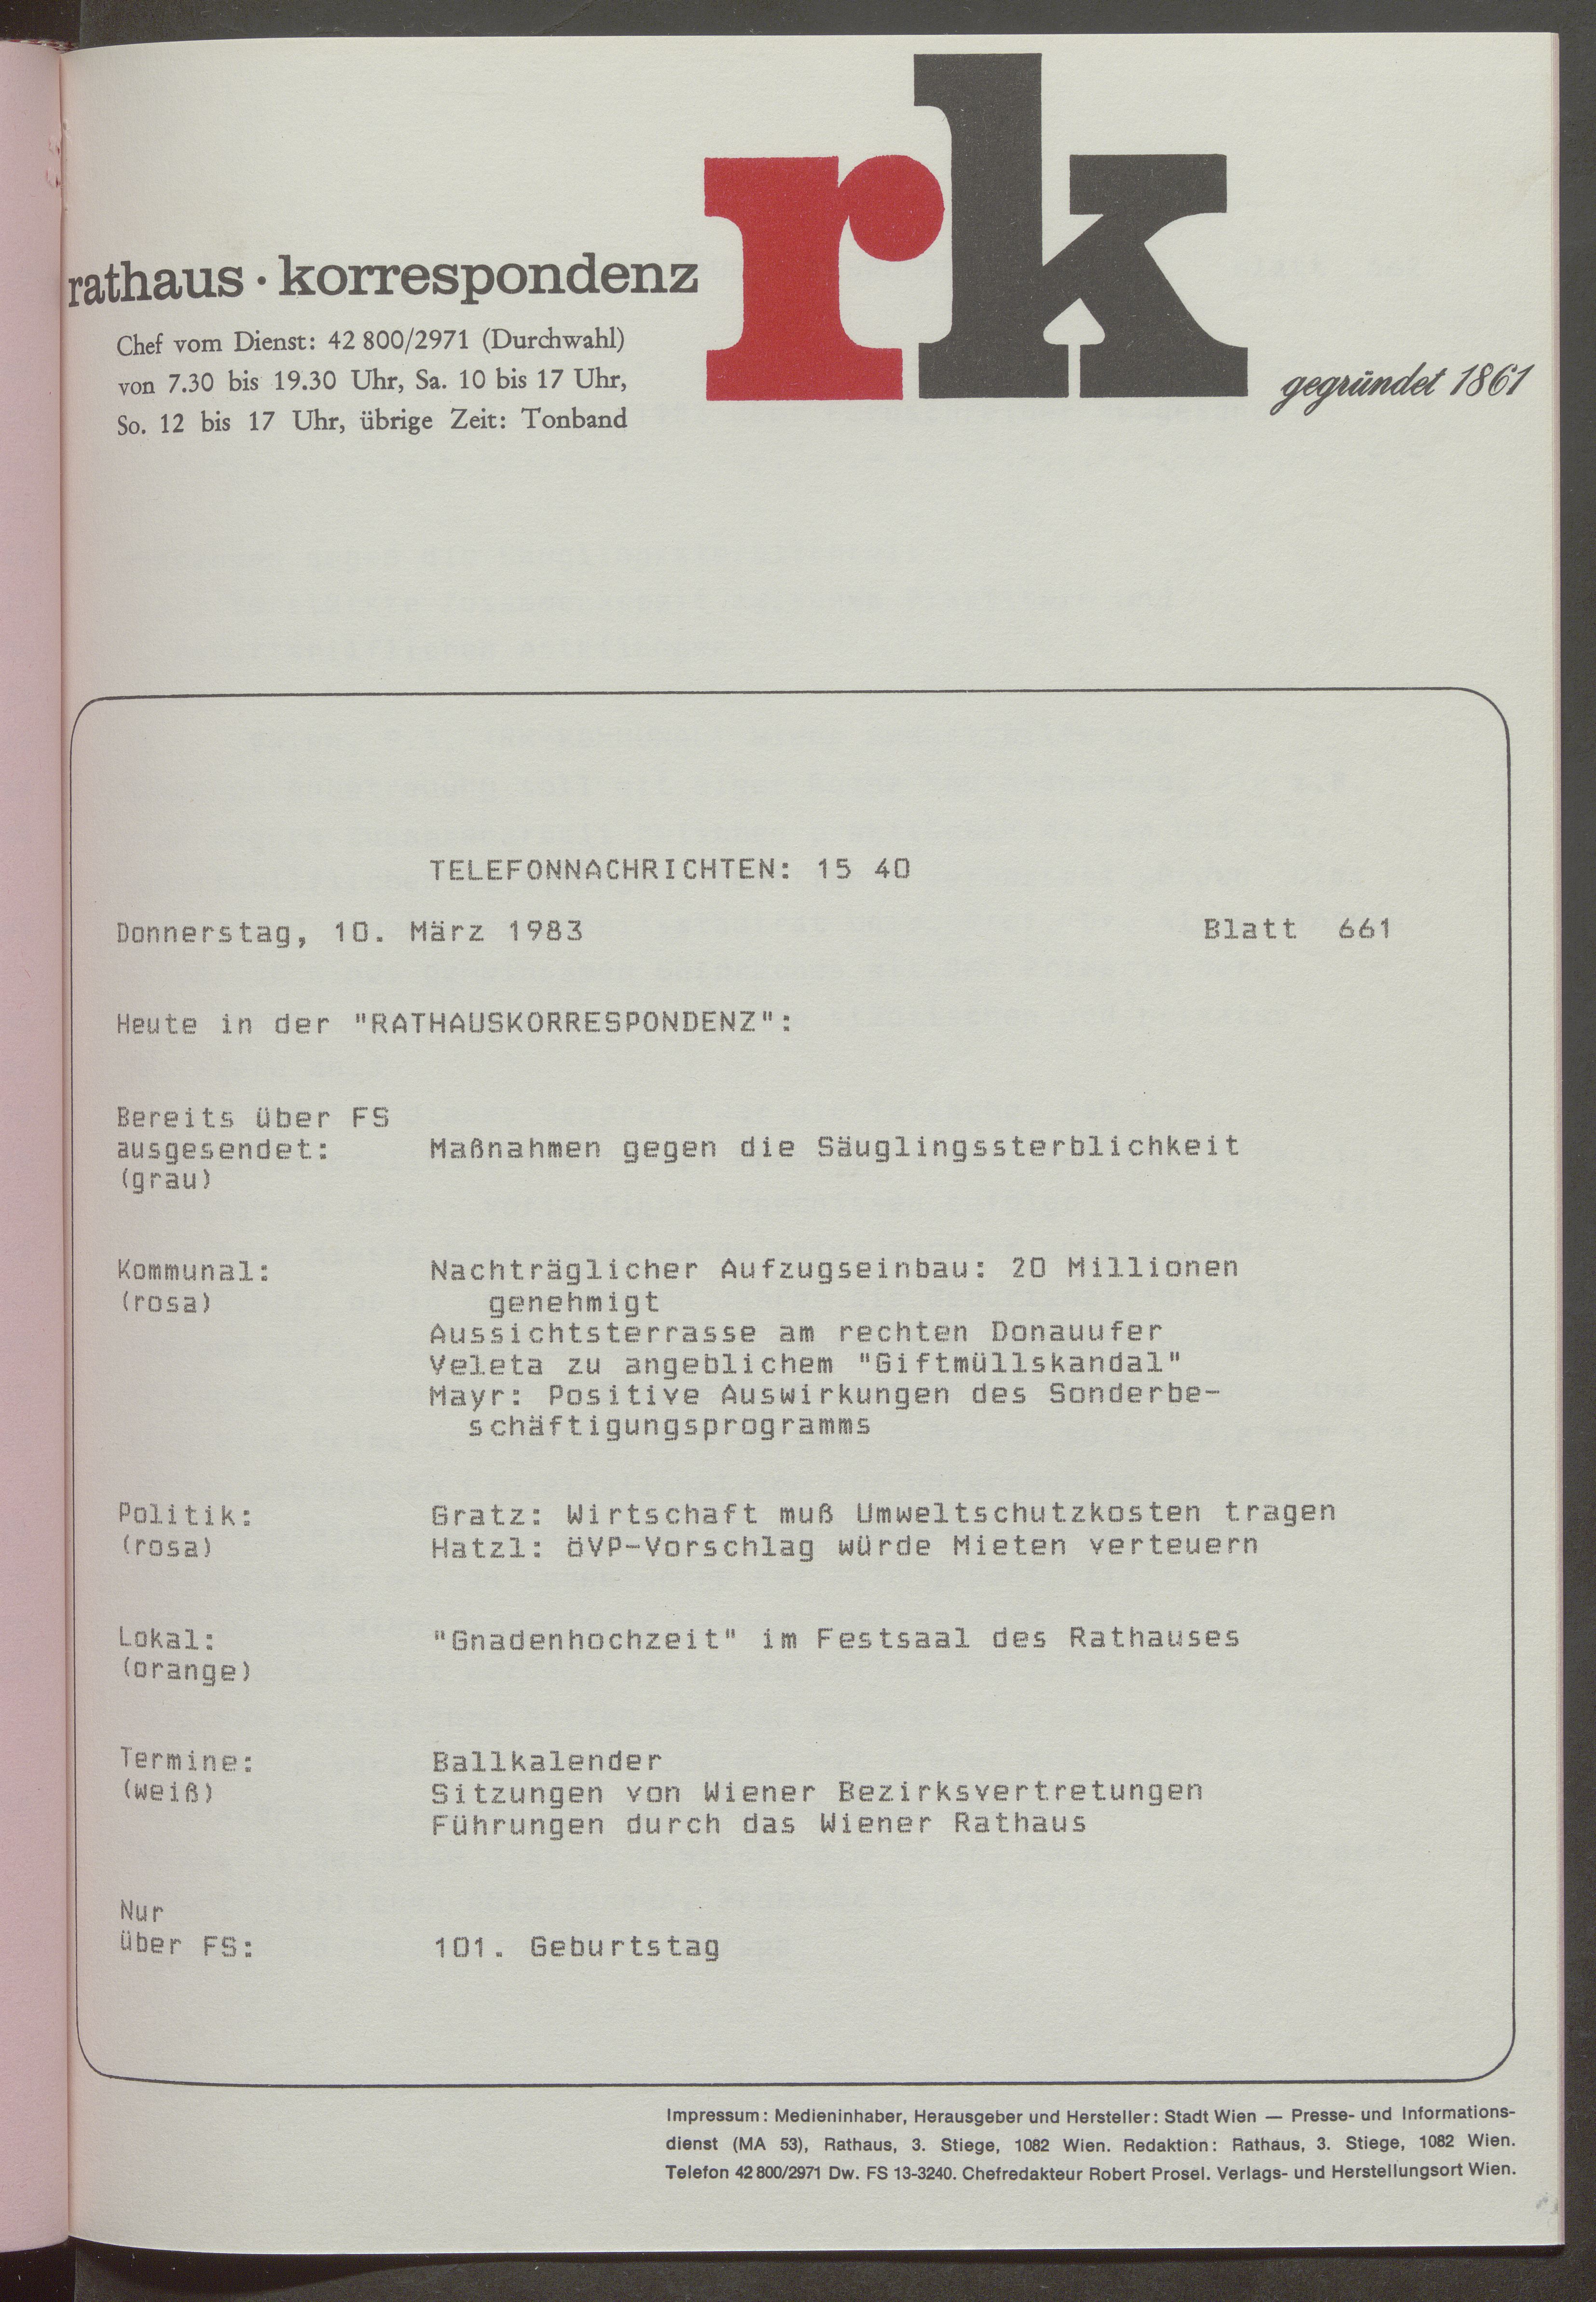 rk
rathaus · korrespondenz
Chef vom Dienst: 42 800/2971 (Durchwahl)
von 7.30 bis 19.30 Uhr, Sa. 10 bis 17 Uhr,
So. 12 bis 17 Uhr, übrige Zeit: Tonband
gegründet 1861
TELEFONNACHRICHTEN: 15 40
Donnerstag, 10. März 1983 Blatt 661
Heute in der "RATHAUSKORRESPONDENZ":
Bereits über FS
ausgesendet: Maßnahmen gegen die Säuglingssterblichkeit
(grau)
Kommunal: Nachträglicher Aufzugseinbau: 20 Millionen
(rosa) genehmigt
Aussichtsterrasse am rechten Donauufer
Veleta zu angeblichem "Giftmüllskandal"
Mayr: Positive Auswirkungen des Sonderbe-
schäftigungsprogramms
Politik: Gratz: Wirtschaft muß Umweltschutzkosten tragen
(rosa) Hatzl: öVP-Vorschlag würde Mieten verteuern
Lokal: "Gnadenhochzeit" im Festsaal des Rathauses
(orange)
Termine: Ballkalender
(weiß) Sitzungen von Wiener Bezirksvertretungen
Führungen durch das Wiener Rathaus
Nur
über FS: 101. Geburtstag
Impressum: Medieninhaber, Herausgeber und Hersteller: Stadt Wien — Presse- und Informations-
dienst (MA 53), Rathaus, 3. Stiege, 1082 Wien. Redaktion: Rathaus, 3. Stiege, 1082 Wien.
Telefon 42 800/2971 Dw. FS 13-3240. Chefredakteur Robert Prosel. Verlags- und Herstellungsort Wien.